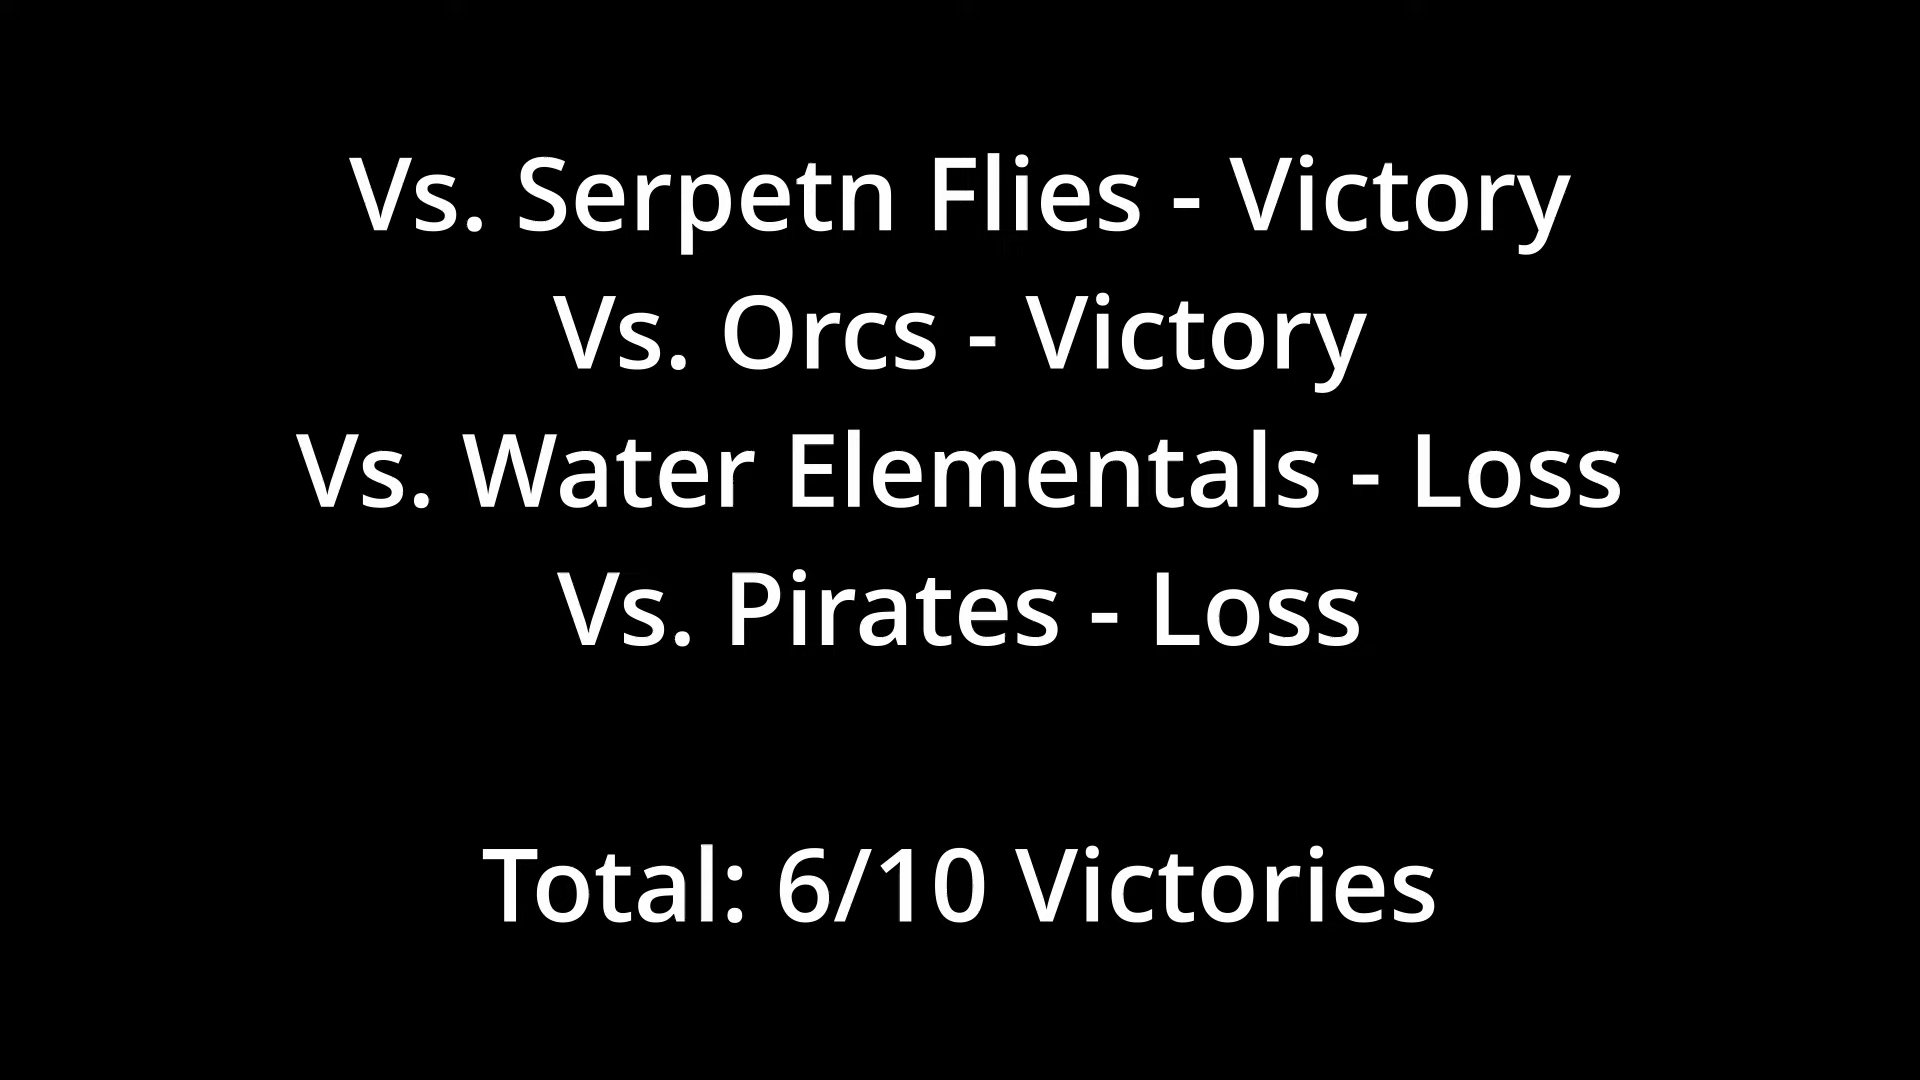 Vs. Serpetn Flies - Victory
Vs. Orcs - Victory
Vs. Water Elementals - Loss
Vs. Pirates - Loss
Total: 6/10 Victories